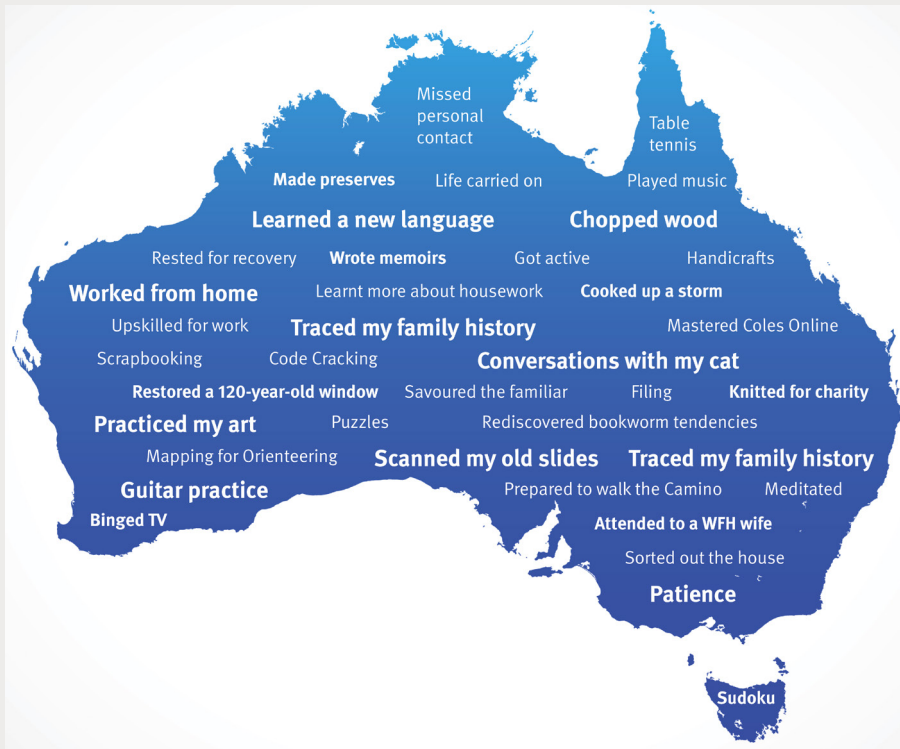 Missed
personal
contact
Table
tennis
Made preserves Life carried on Played music
Learned a new language Chopped wood
Rested for recovery Wrote memoirs Got active Handicrafts
Worked from home Learnt more about housework Cooked up a storm
Upskilled for work Traced my family history Mastered Coles Online
Scrapbooking Code Cracking Conversations with my cat
Restored a 120-year-old window Savoured the familiar Filing Knitted for charity
Practiced my art Puzzles Rediscovered bookworm tendencies
Mapping for Orienteering Scanned my old slides Traced my family history
Guitar practice Prepared to walk the Camino Meditated
Binged TV Attended to a WFH wife
Sorted out the house
Patience
Sudoku